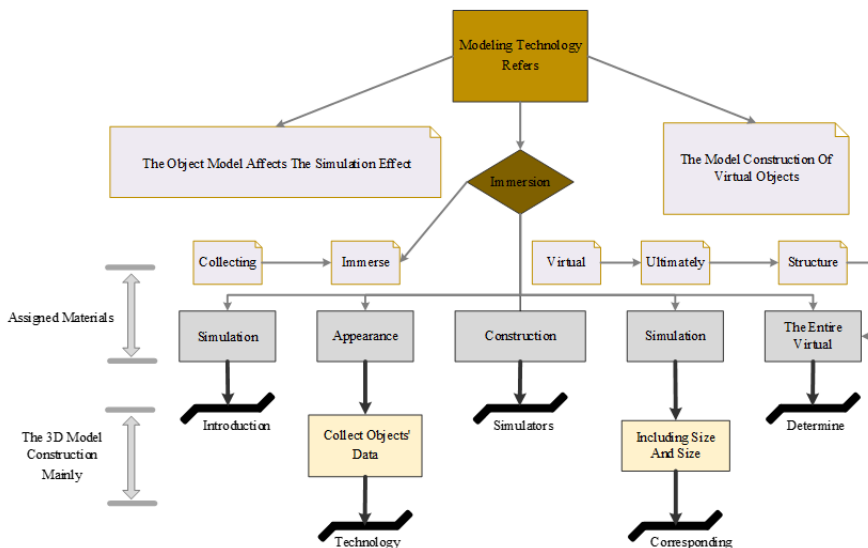 Modeling Technology
Refers
The Object Model Affects The Simulation Effect
The Model Construction Of
Virtual Objects
Immersion
Collecting
Immerse
Virtual
Ultimately
Structure
Assigned Materials
Simulation
Appearance
Construction
Simulation
The Entire
Virtual
Introduction
Simulators
Determine
The 3D Model
Construction
Mainly
Collect Objects'
Data
Including Size
And Size
Technology
Corresponding